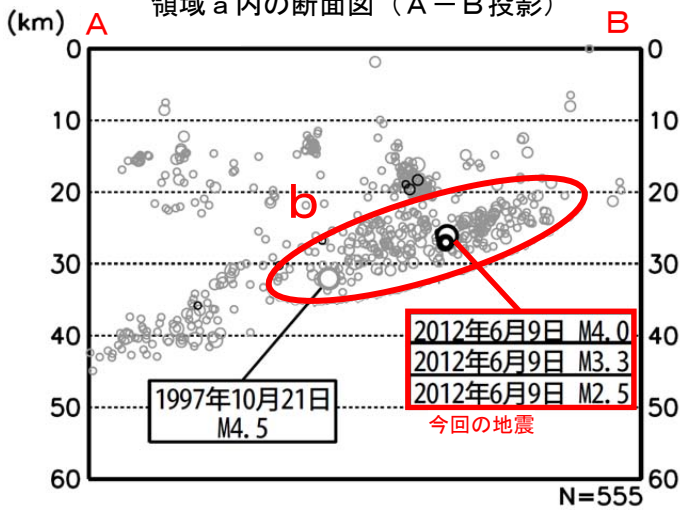 領域a内の断面図（A－B投影）
(km) A B
0 0
10 10
20 20
b
30 30
2012年6月9日 M4.0
40 40
2012年6月9日 M3.3
2012年6月9日 M2.5
1997年10月21日
M4.5
50 50
今回の地震
60 60
N=555